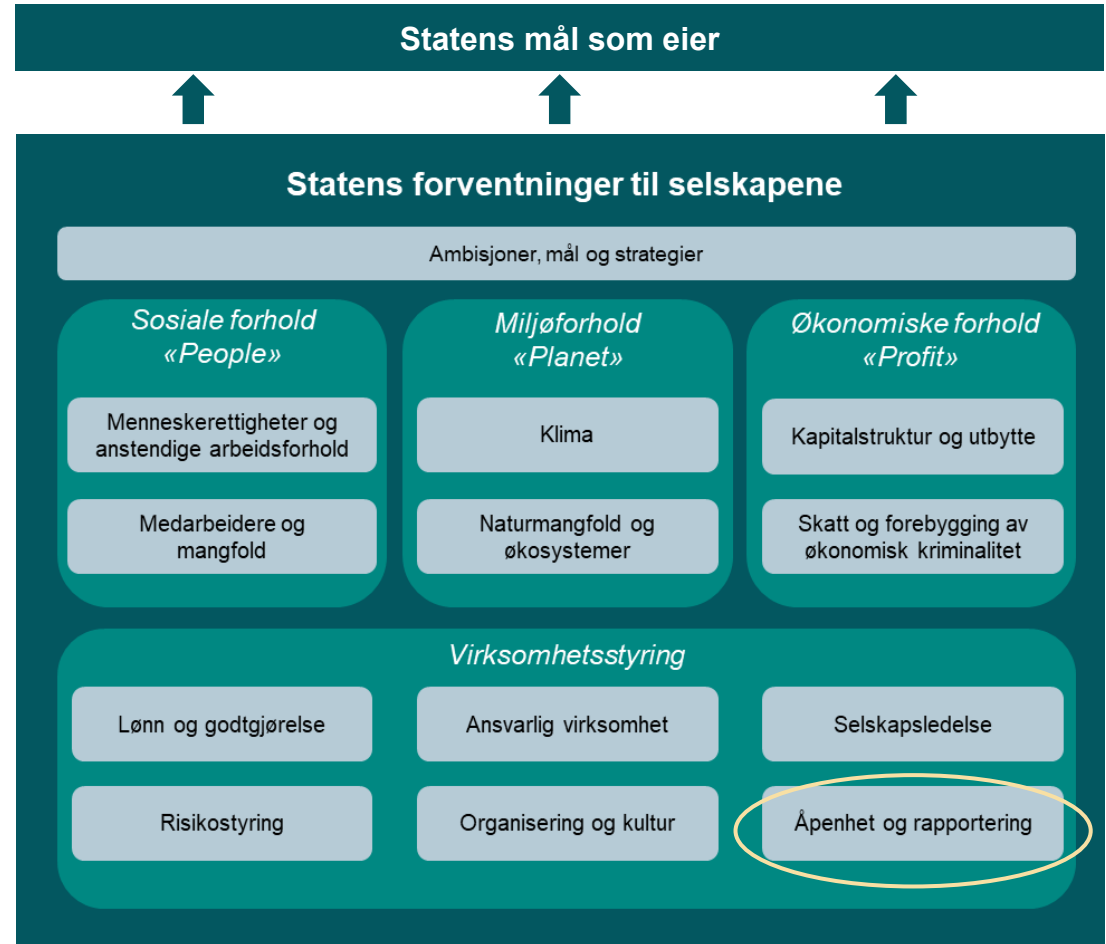 Statens mål som eier
Statens forventninger til selskapene
Ambisjoner, mål og strategier
Sosiale forhold
«People»
Menneskerettigheter og
anstendige arbeidsforhold
Medarbeidere og
mangfold
Miljøforhold
«Planet»
Klima
Naturmangfold og
økosystemer
Økonomiske forhold
«Profit»
Kapitalstruktur og utbytte
Skatt og forebygging av
økonomisk kriminalitet
Virksomhetsstyring
Lønn og godtgjørelse
Ansvarlig virksomhet
Selskapsledelse
Risikostyring
Organisering og kultur
Åpenhet og rapportering